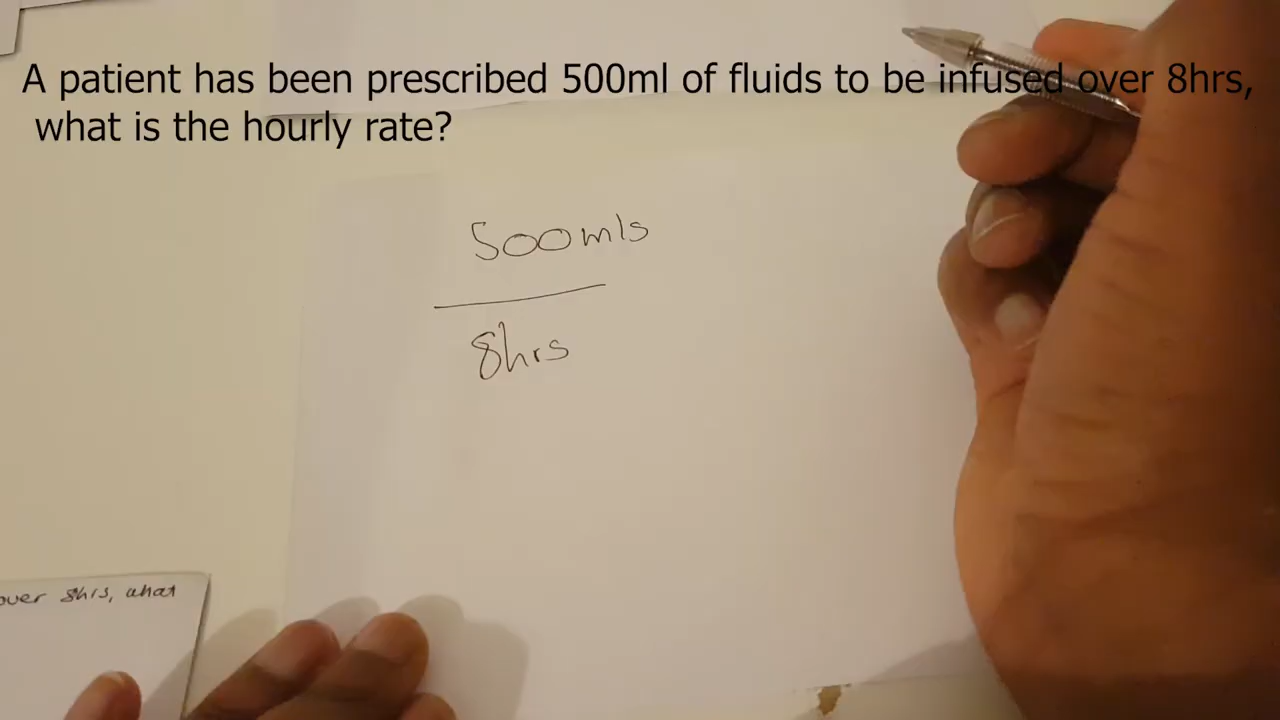 A patient has been prescribed 500ml of fluids to be infused over 8hrs,
what is the hourly rate?
500mls
8hrs
over 8hrs, what